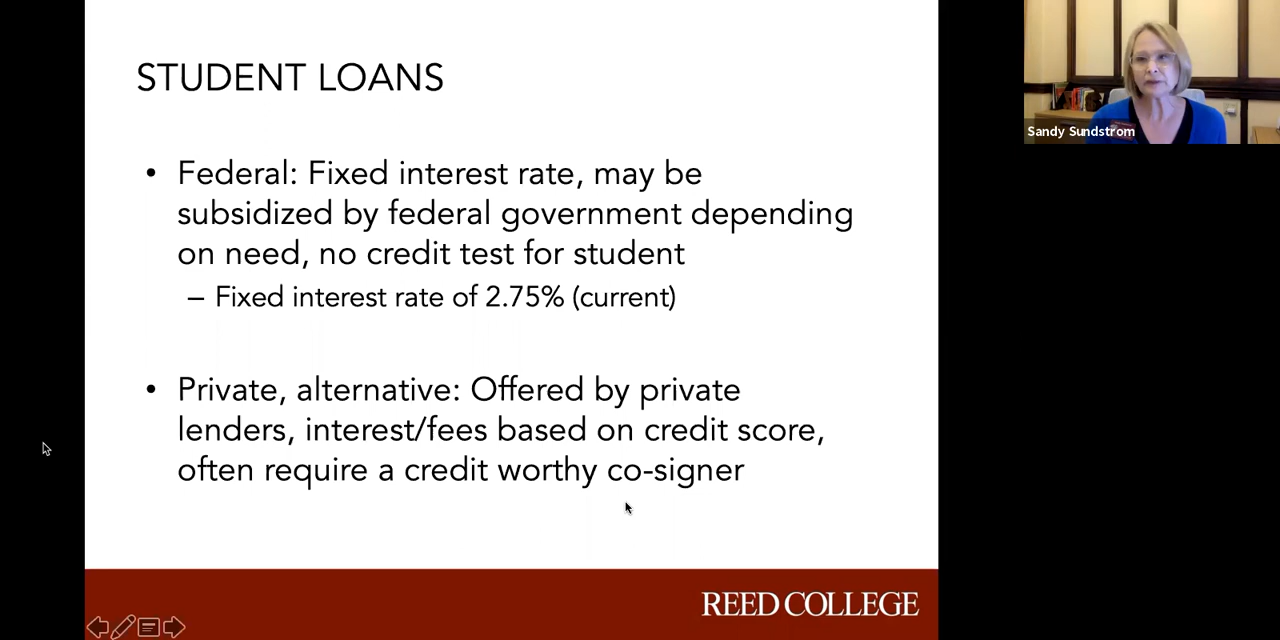 STUDENT LOANS
• Federal: Fixed interest rate, may be
subsidized by federal government depending
on need, no credit test for student
– Fixed interest rate of 2.75% (current)
• Private, alternative: Offered by private
lenders, interest/fees based on credit score,
often require a credit worthy co-signer
REED COLLEGE
Sandy Sundstrom